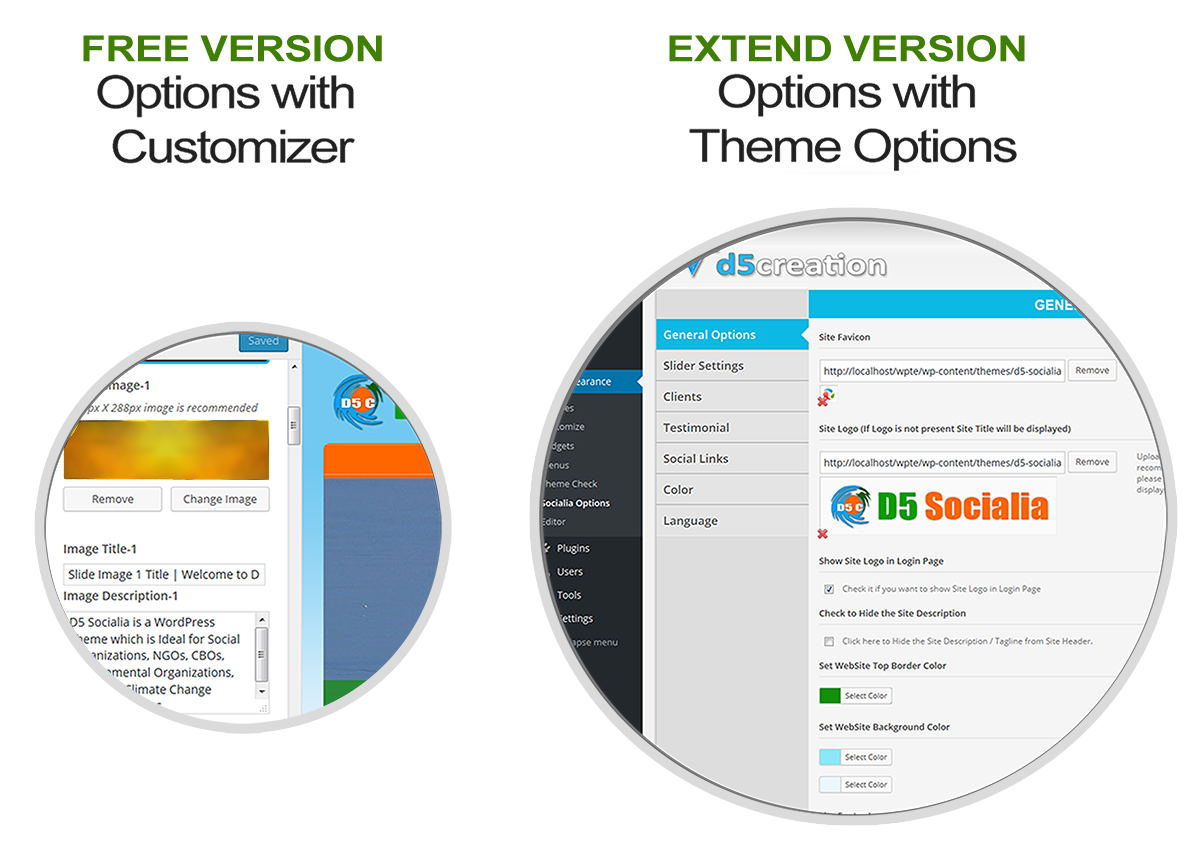 FREE VERSION
Options with
Customizer
EXTEND VERSION
Options with
Theme Options
Saved
mage-1
px X 288px image is recommended
Remove
Change Image
Image Title-1
Slide Image 1 Title | Welcome to D
Image Description-1
D5 Socialia is a WordPress
heme which is Ideal for Social
anizations, NGOs, CBOs,
mental Organizations,
Climate Change
D5 C
d5creation
GENE
General Options
Slider Settings
Clients
Testimonial
Social Links
Color
Language
earance
es
omize
dgets
enus
heme Check
ocialia Options
Editor
Plugins
Users
Tools
ettings
apse menu
Site Favicon
http://localhost/wpte/wp-content/themes/d5-socialia
Remove
Site Logo (If Logo is not present Site Title will be displayed)
http://localhost/wpte/wp-content/themes/d5-socialia
Remove
Uploa
recom
please
display
D5 C
D5 Socialia
Show Site Logo in Login Page
Check it if you want to show Site Logo in Login Page
Check to Hide the Site Description
Click here to Hide the Site Description / Tagline from Site Header.
Set WebSite Top Border Color
Select Color
Set WebSite Background Color
Select Color
Select Color